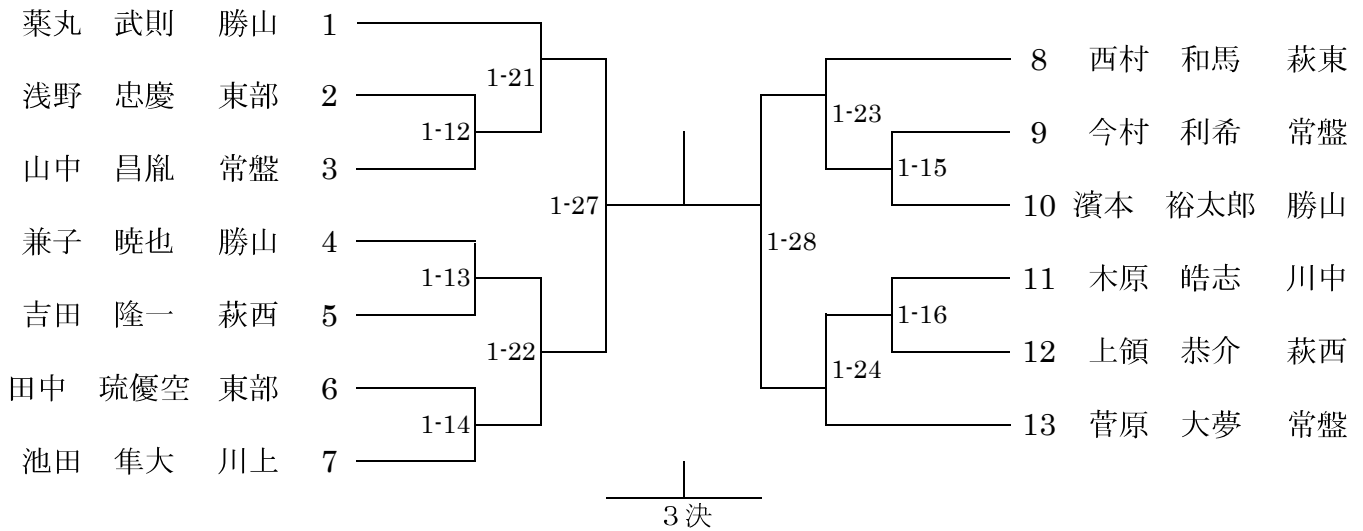 薬丸 武則 勝山 1
1-21
浅野 忠慶 東部 2
1-12
山中 昌胤 常盤 3
1-27
兼子 暁也 勝山 4
1-13
吉田 隆一 萩西 5
1-22
田中 琉優空 東部 6
1-14
池田 隼大 川上 7
8 西村 和馬 萩東
1-23
9 今村 利希 常盤
1-15
10 濱本 裕太郎 勝山
1-28
11 木原 皓志 川中
1-16
12 上領 恭介 萩西
1-24
13 菅原 大夢 常盤
3決